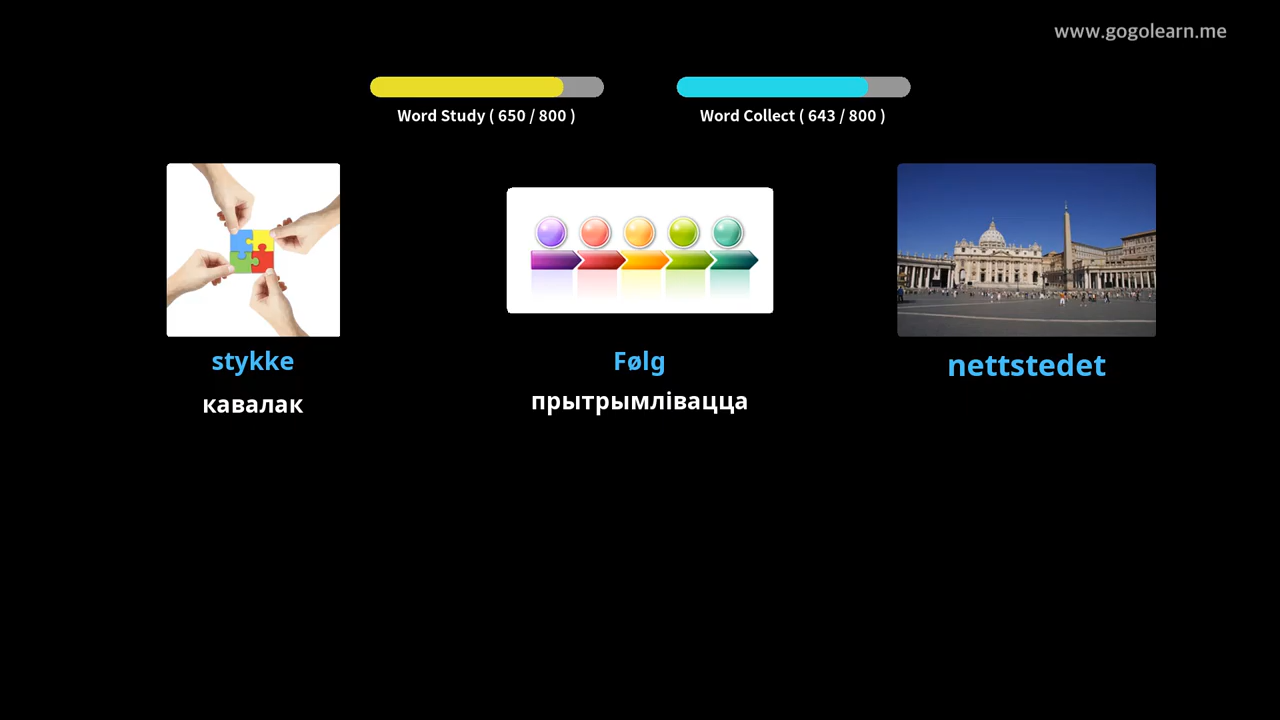 www.gogolearn.me
Word Study ( 650 / 800 )
Word Collect ( 643 / 800 )
stykke
кавалак
Følg
прытрымлівацца
nettstedet